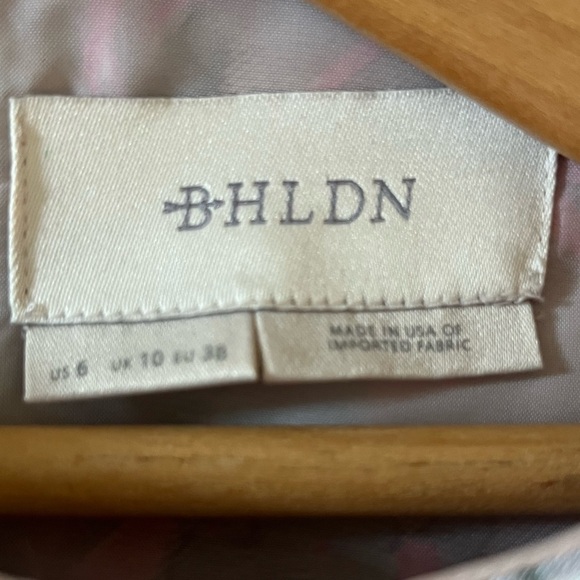 BHLDN
US 6 UK 10 EU 38
MADE IN USA OF
IMPORTED FABRIC